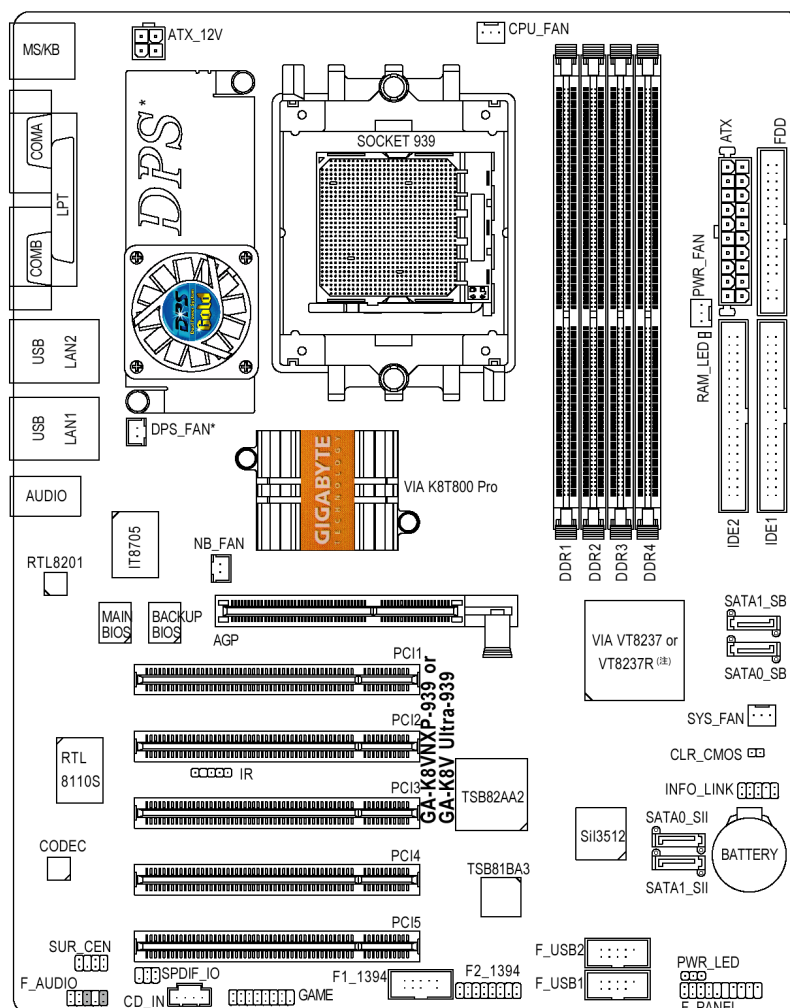 ATX_12V
CPU_FAN
MS/KB
COMA
LPT
COMB
DPS*
SOCKET 939
ATX
FDD
PWR_FAN
RAM_LED
DPS
Gold
USB
LAN2
USB
LAN1
DPS_FAN*
AUDIO
GIGABYTE
TECHNOLOGY
VIA K8T800 Pro
IDE2
IDE1
DDR1
DDR2
DDR3
DDR4
IT8705
NB_FAN
RTL8201
MAIN
BIOS
BACKUP
BIOS
AGP
SATA1_SB
VIA VT8237 or
VT8237R (注)
SATA0_SB
PCI1
GA-K8VNXP-939 or
GA-K8V Ultra-939
SYS_FAN
PCI2
RTL
8110S
IR
CLR_CMOS
PCI3
TSB82AA2
INFO_LINK
SATA0_SII
SiI3512
BATTERY
CODEC
PCI4
TSB81BA3
SATA1_SII
PCI5
SUR_CEN
F_USB2
PWR_LED
SPDIF_IO
F_AUDIO
CD_IN
GAME
F1_1394
F2_1394
F_USB1
F_PANEL